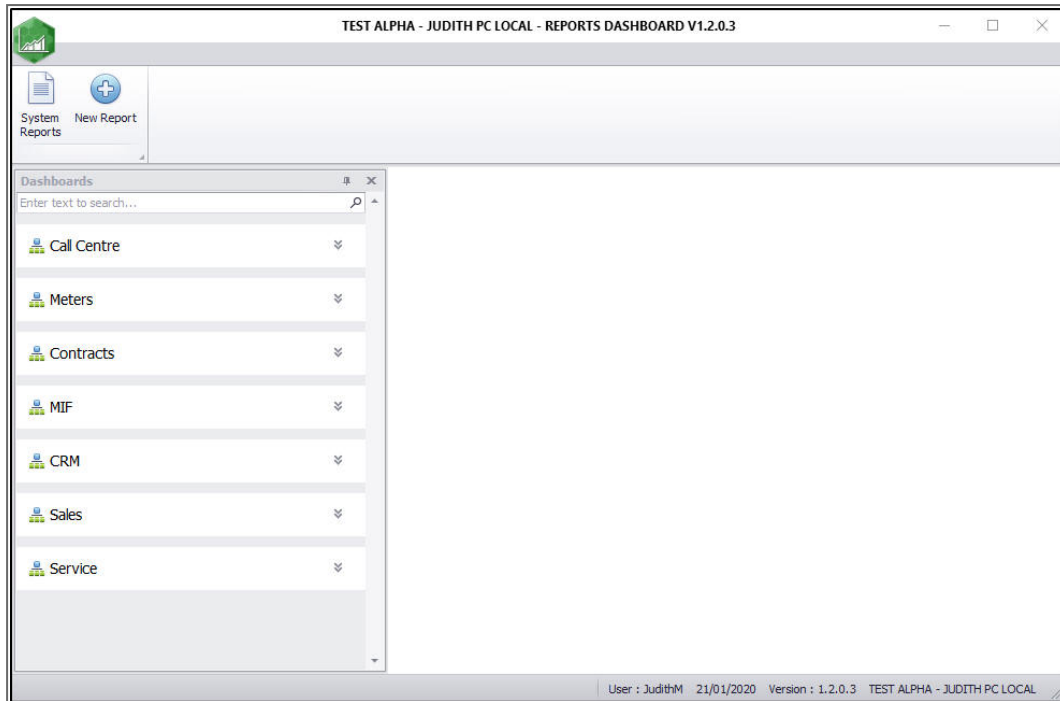 TEST ALPHA - JUDITH PC LOCAL - REPORTS DASHBOARD V1.2.0.3
System Reports
New Report
Dashboards
Enter text to search...
Call Centre
Meters
Contracts
MIF
CRM
Sales
Service
User : JudithM 21/01/2020 Version : 1.2.0.3 TEST ALPHA - JUDITH PC LOCAL